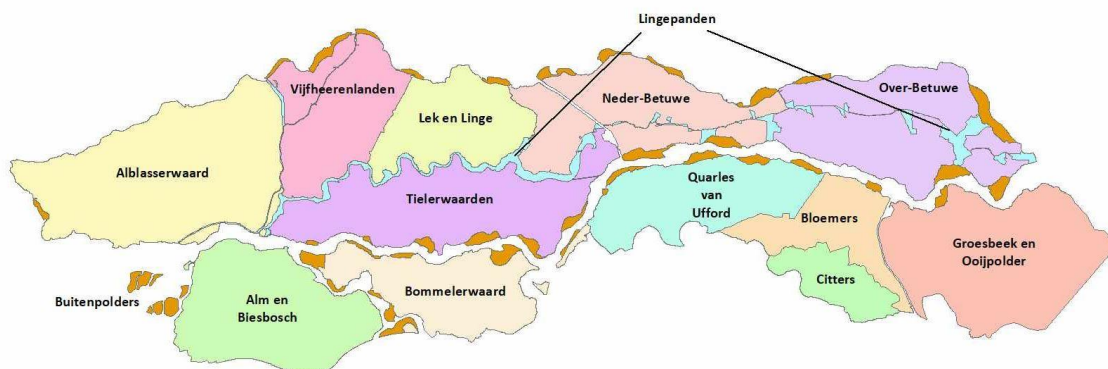 Lingepanden
Vijfheerenlanden
Lek en Linge
Neder-Betuwe
Over-Betuwe
Alblasserwaard
Tielerwaarden
Quarles
van
Ufford
Bloemers
Groesbeek en
Ooijpolder
Citters
Buitenpolders
Alm en
Biesbosch
Bommelerwaard